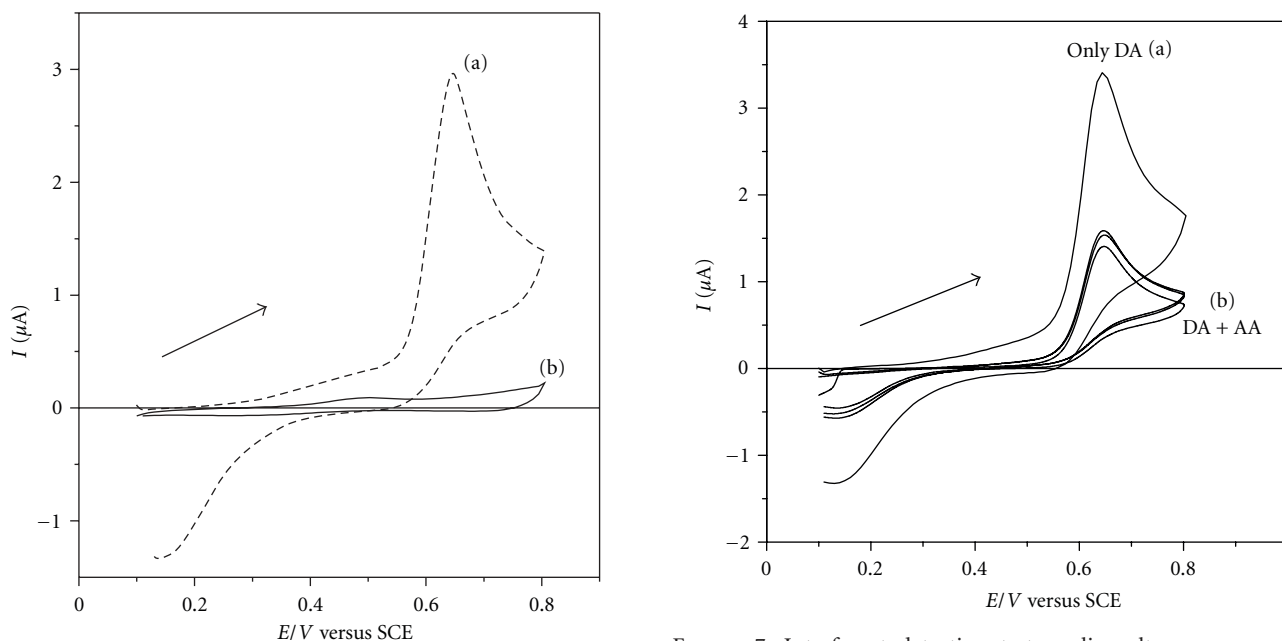 3
2
1
0
−1
I (μA)
(a)
(b)
0 0.2 0.4 0.6 0.8
E/V versus SCE
4
3
2
1
0
−1
−2
I (μA)
Only DA (a)
(b)
DA + AA
0 0.2 0.4 0.6 0.8
E/V versus SCE
7 detection